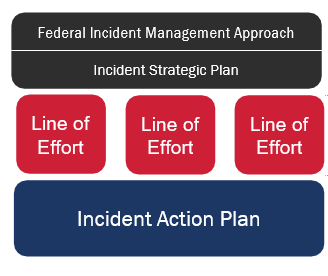 Federal Incident Management Approach
Incident Strategic Plan
Line of
Effort
Line of
Effort
Line of
Effort
Incident Action Plan